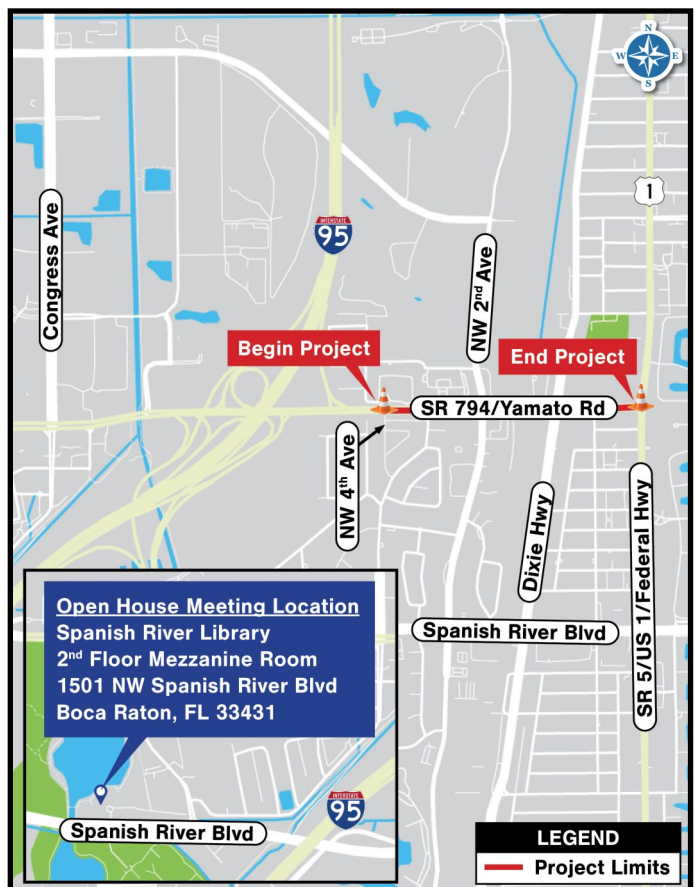 N
W
E
S
1
Congress Ave
INTERSTATE
95
NW 2nd Ave
Begin Project
End Project
SR 794/Yamato Rd
NW 4th Ave
Dixie Hwy
SR 5/US 1/Federal Hwy
Spanish River Blvd
Open House Meeting Location
Spanish River Library
2nd Floor Mezzanine Room
1501 NW Spanish River Blvd
Boca Raton, FL 33431
INTERSTATE
95
Spanish River Blvd
LEGEND
Project Limits